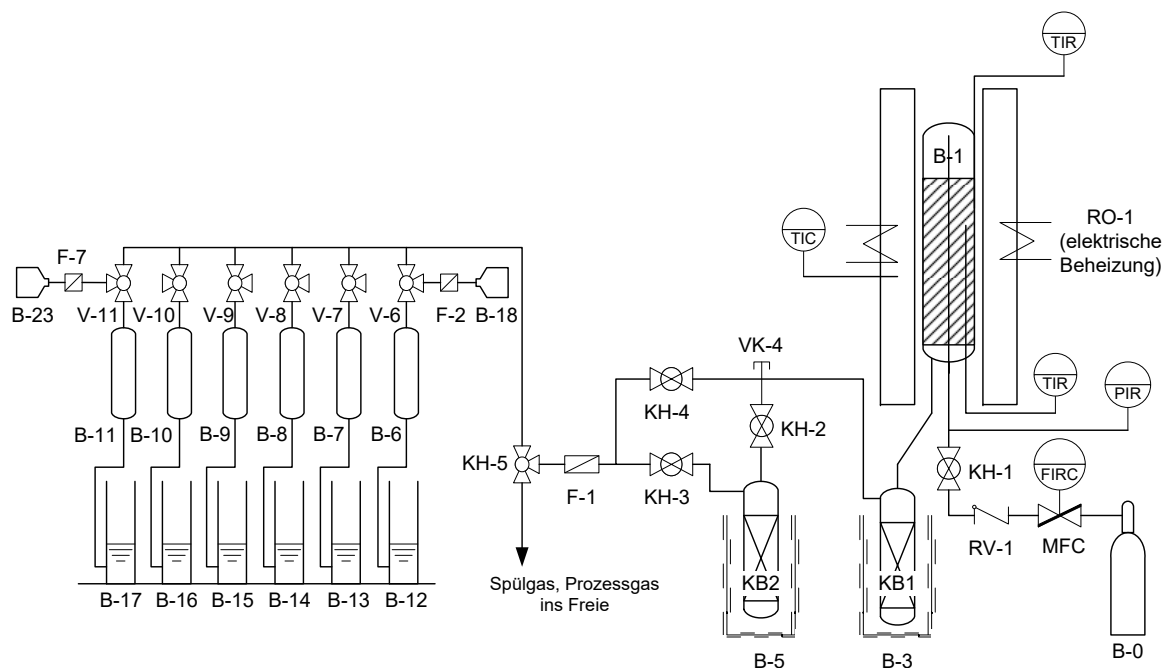 TIR
B-1
TIC
RO-1
(elektrische
Beheizung)
F-7
B-23
V-11
V-10
V-9
V-8
V-7
V-6
F-2
B-18
VK-4
TIR
PIR
KH-4
KH-2
B-11
B-10
B-9
B-8
B-7
B-6
KH-5
F-1
KH-3
KH-1
FIRC
RV-1
MFC
KB2
KB1
Spülgas, Prozessgas
ins Freie
B-17
B-16
B-15
B-14
B-13
B-12
B-5
B-3
B-0